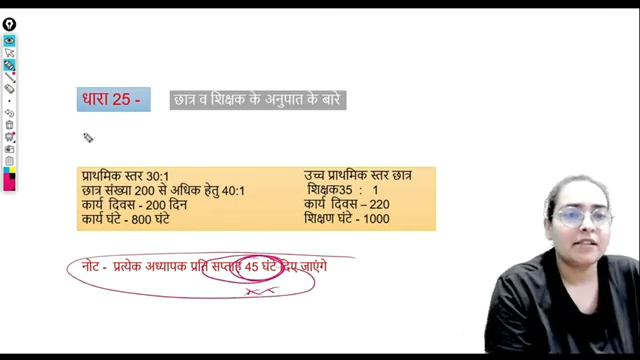 धारा 25 -
छात्र व शिक्षक के अनुपात के बारे
प्राथमिक स्तर 30:1
छात्र संख्या 200 से अधिक हेतु 40:1
कार्य दिवस - 200 दिन
कार्य घंटे - 800 घंटे
उच्च प्राथमिक स्तर छात्र
शिक्षक35 : 1
कार्य दिवस – 220
शिक्षण घंटे - 1000
नोट - प्रत्येक अध्यापक प्रति सप्ताह 45 घंटे दिए जाएंगे